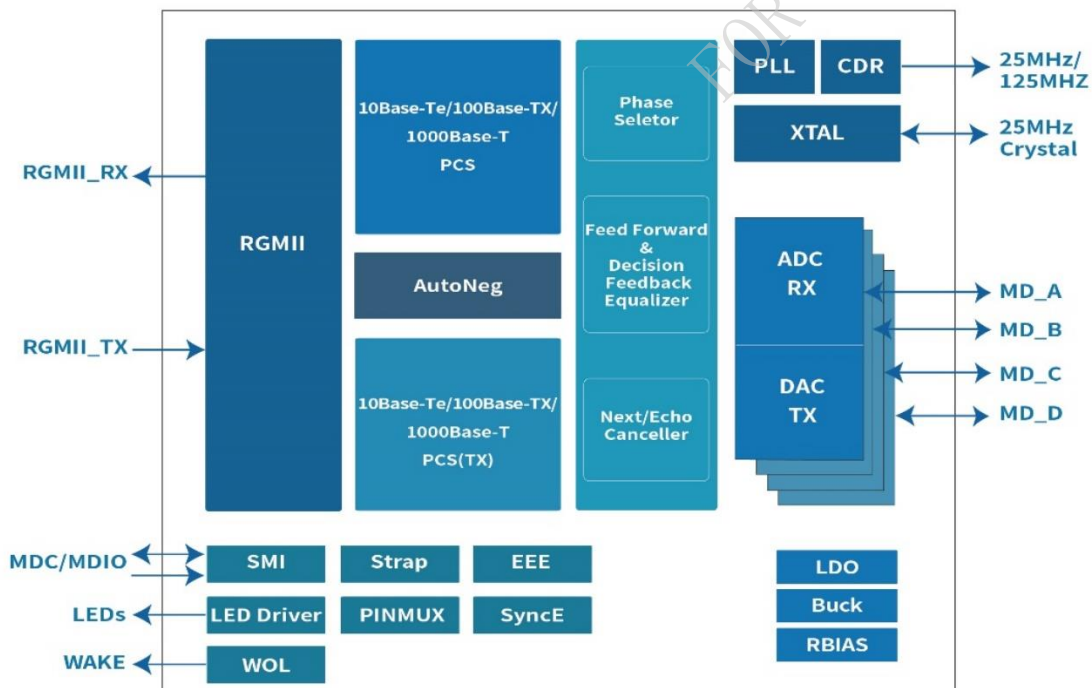 FOR
RGMII_RX
RGMII_TX
RGMII
10Base-Te/100Base-TX/
1000Base-T
PCS
AutoNeg
10Base-Te/100Base-TX/
1000Base-T
PCS(TX)
Phase
Seletor
Feed Forward
&
Decision
Feedback
Equalizer
Next/Echo
Canceller
PLL
CDR
25MHz/
125MHZ
XTAL
25MHz
Crystal
ADC
RX
DAC
TX
MD_A
MD_B
MD_C
MD_D
MDC/MDIO
SMI
Strap
EEE
LEDs
LED Driver
PINMUX
SyncE
WAKE
WOL
LDO
Buck
RBIAS